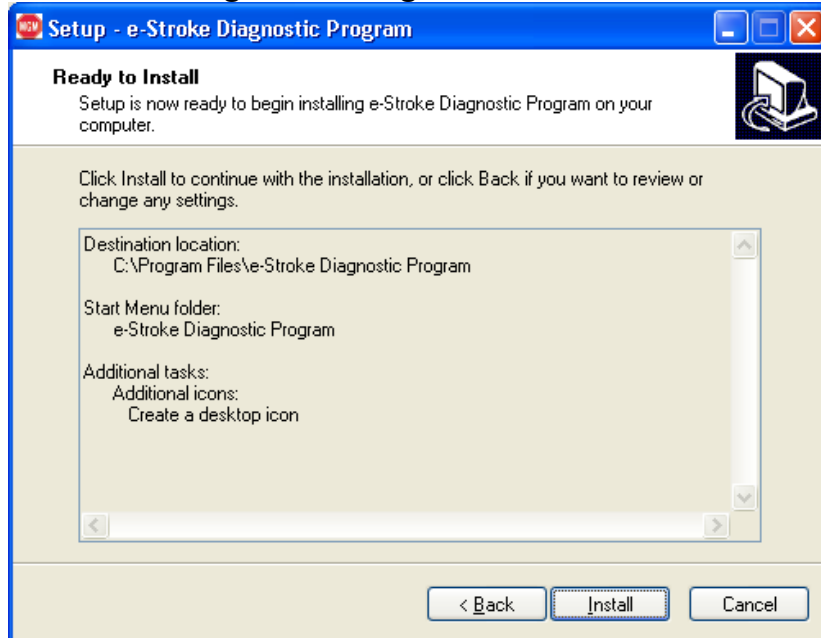 MGM
Setup - e-Stroke Diagnostic Program
Ready to Install
Setup is now ready to begin installing e-Stroke Diagnostic Program on your
computer.
Click Install to continue with the installation, or click Back if you want to review or
change any settings.
Destination location:
C:\Program Files\e-Stroke Diagnostic Program
Start Menu folder:
e-Stroke Diagnostic Program
Additional tasks:
Additional icons:
Create a desktop icon
< Back
Install
Cancel